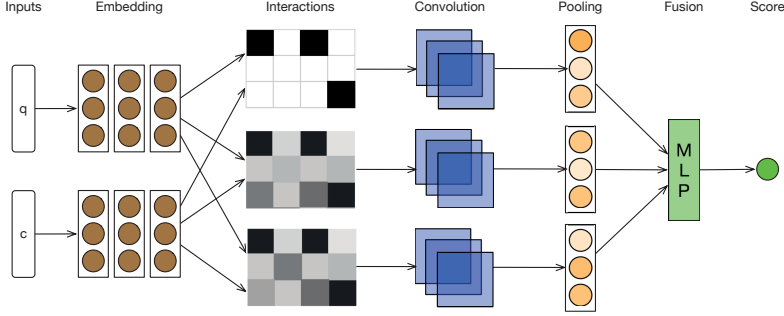 Inputs Embedding Interactions Convolution Pooling Fusion Score
q
c
M
L
P